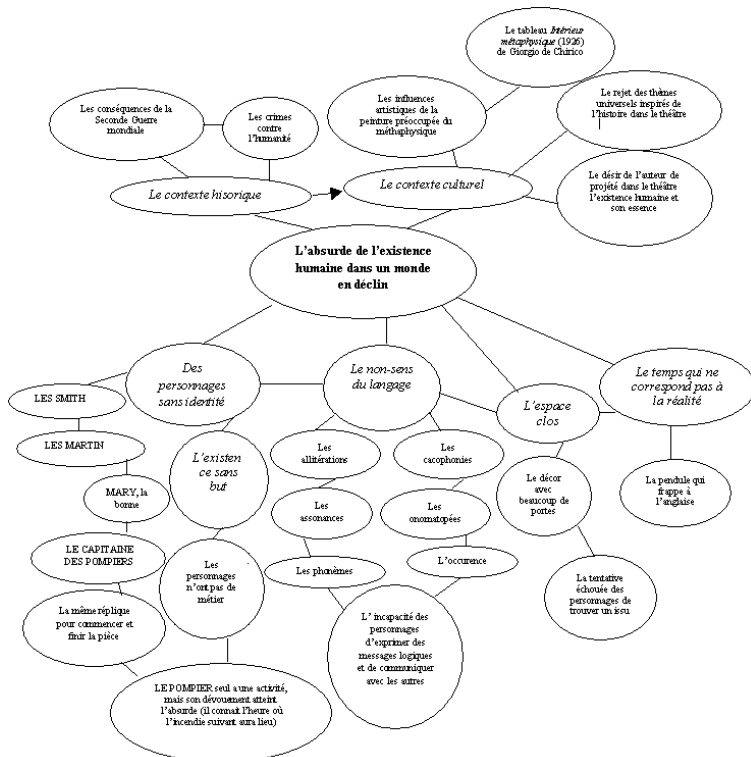 Le tableau Intérieur
métaphysique (1926)
de Giorgio de Chirico
Les conséquences de la
Seconde Guerre
mondiale
Les crimes
contre
l'humanité
Les influences
artistiques de la
peinture préoccupée du
méthaphysique
Le rejet des thèmes
universels inspirés de
l'histoire dans le théâtre
Le contexte hisorique
Le contexte culturel
Le désir de l'auteur de
projété dans le théâtre
l'existence humaine et
son essence
L'absurde de l'existence
humaine dans un monde
en déclin
Des
personnages
sans identité
Le non-sens
du langage
L'espace
clos
Le temps qui ne
correspond pas à
la réalité
LES SMITH
LES MARTIN
MARY, la
bonne
LE CAPITAINE
DES POMPIERS
La même réplique
pour commencer et
finir la pièce
L'existen
ce sans
but
Les
personnages
n'ont pas de
métier
LE POMPIER seul a une activité,
mais son dévouement atteint
l'absurde (il connait l'heure où
l'incendie suivant aura lieu)
Les
allitérations
Les
assonances
Les phonèmes
Les
cacophonies
Les
onomatopées
L'occurence
L' incapacité des
personnages
d'exprimer des
messages logiques
et de communiquer
avec les autres
Le décor
avec
beaucoup de
portes
La tentative
échouée des
personnages de
trouver un issu
La pendule qui
frappe à
l'anglaise